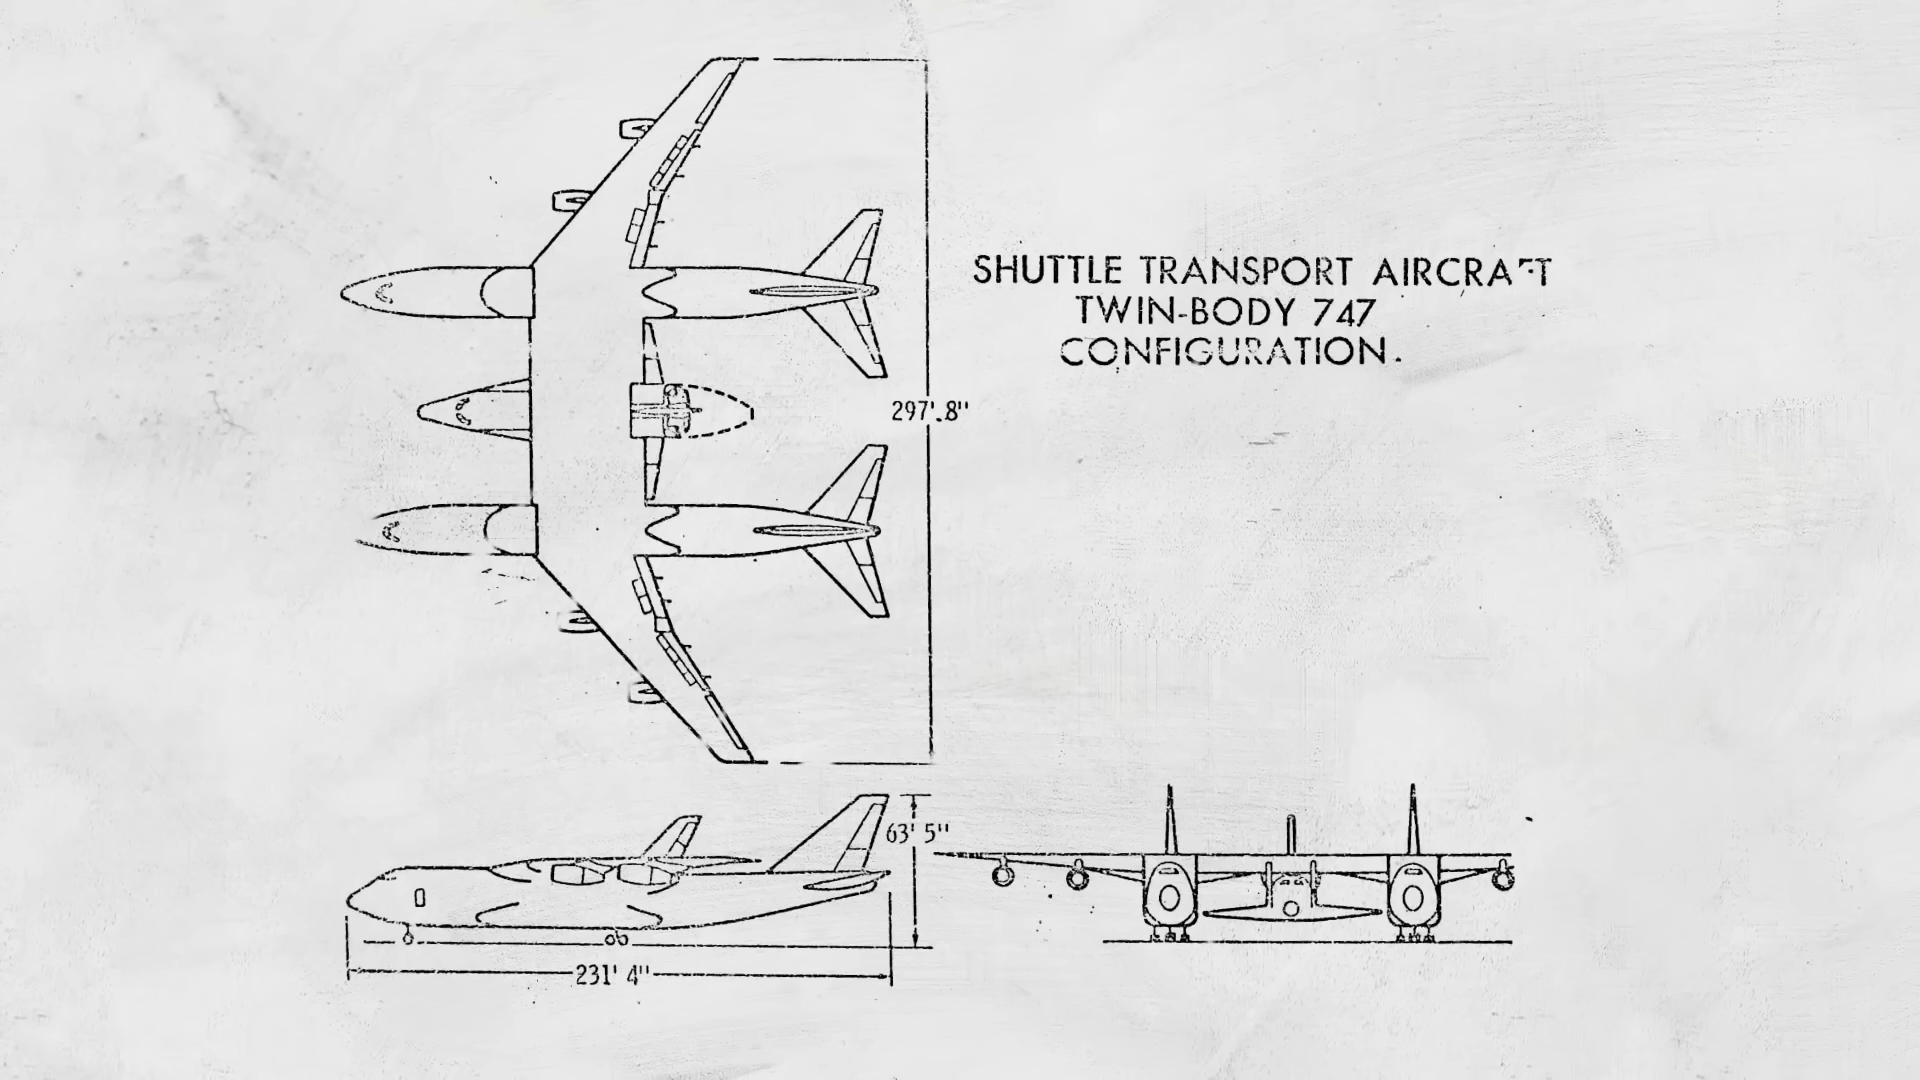 SHUTTLE TRANSPORT AIRCRAFT
TWIN-BODY 747
CONFIGURATION.
297'.8"
63' 5"
231' 4"